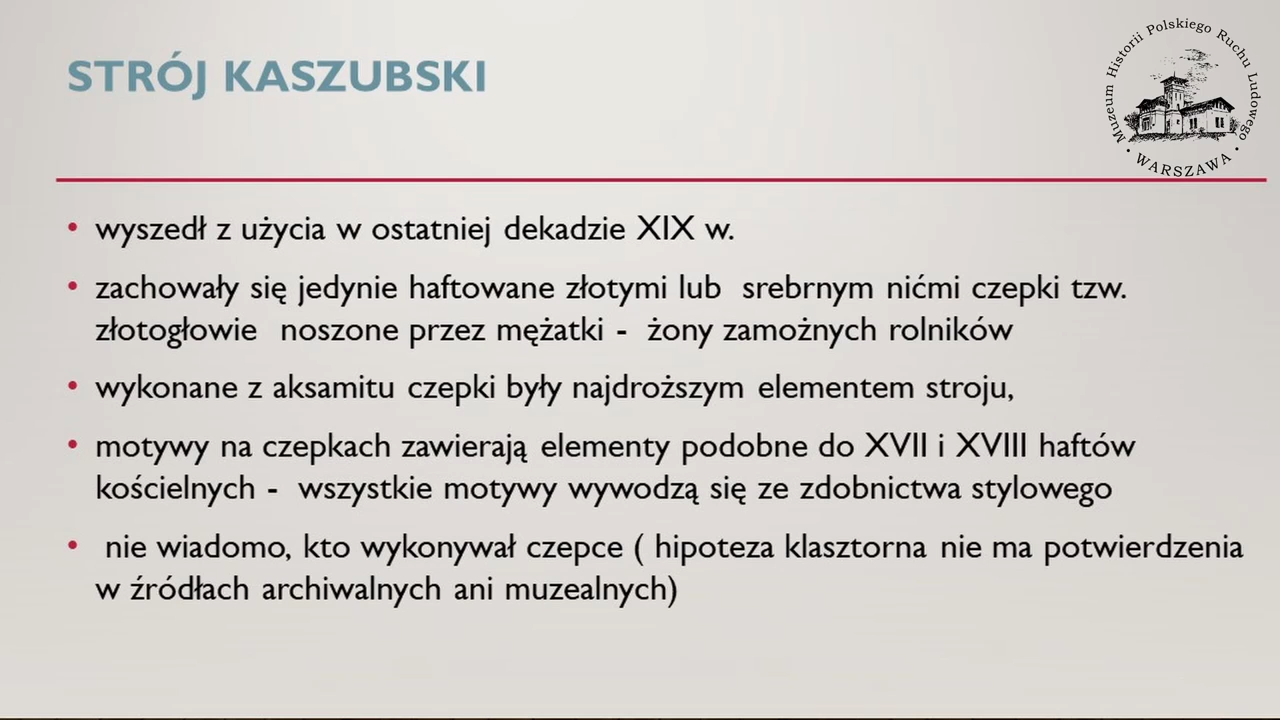 STRÓJ KASZUBSKI
Muzeum Historii Polskiego Ruchu Ludowego
• WARSZAWA •
• wyszedł z użycia w ostatniej dekadzie XIX w.
• zachowały się jedynie haftowane złotymi lub srebrnym nićmi czepki tzw.
złotogłowie noszone przez mężatki - żony zamożnych rolników
• wykonane z aksamitu czepki były najdroższym elementem stroju,
• motywy na czepkach zawierają elementy podobne do XVII i XVIII haftów
kościelnych - wszystkie motywy wywodzą się ze zdobnictwa stylowego
• nie wiadomo, kto wykonywał czepce ( hipoteza klasztorna nie ma potwierdzenia
w źródłach archiwalnych ani muzealnych)